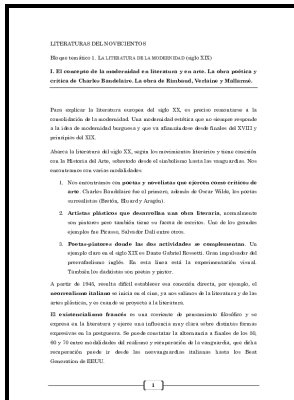 LITERATURAS DEL NOVECIENTOS
Bloque temático 1. LA LITERATURA DE LA MODERNIDAD (siglo XIX)
I. El concepto de la modernidad en literatura y en arte. La obra poética y
crítica de Charles Baudelaire. La obra de Rimbaud, Verlaine y Mallarmé.
Para explicar la literatura europea del siglo XX, es preciso remontarse a la
consolidación de la modernidad. Una modernidad estética que no siempre responde
a la idea de modernidad burguesa y que va afianzándose desde finales del XVIII y
principios del XIX.
Abarca la literatura del siglo XX, según los movimientos literarios y tiene conexión
con la Historia del Arte, sobretodo desde el simbolismo hasta las vanguardias. Nos
encontramos con varias modalidades:
1. Nos encontramos con poetas y novelistas que ejercen como críticos de
arte. Charles Baudelaire fue el primero, además de Oscar Wilde, los poetas
surrealistas (Bretón, Eluard y Aragón).
2. Artistas plásticos que desarrollan una obra literaria, normalmente
son pintores pero también tienen su faceta de escritor. Uno de los grandes
ejemplos fue Picasso, Salvador Dalí entre otros.
3. Poetas-pintores donde las dos actividades se complementan. Un
ejemplo claro en el siglo XIX es Dante Gabriel Rossetti. Gran impulsor del
prerrafaelismo inglés. En esta línea está la experimentación visual.
También los dadaístas son poetas y pintor.
A partir de 1945, resulta difícil establecer esa conexión directa, por ejemplo, el
neorrealismo italiano se inicia en el cine, ya nos salimos de la literatura y de las
artes plásticas, y es cuando se proyecta a la literatura.
El existencialismo francés es una corriente de pensamiento filosófico y se
expresa en la literatura y ejerce una influencia muy clara sobre distintas formas
expresivas en la postguerra. Se puede constatar la alternancia a finales de los 50,
60 y 70 entre modalidades del realismo y recuperación de la vanguardia, que dicha
recuperación puede ir desde las neovanguardias italianas hasta los Beat
Generation de EEUU.
1